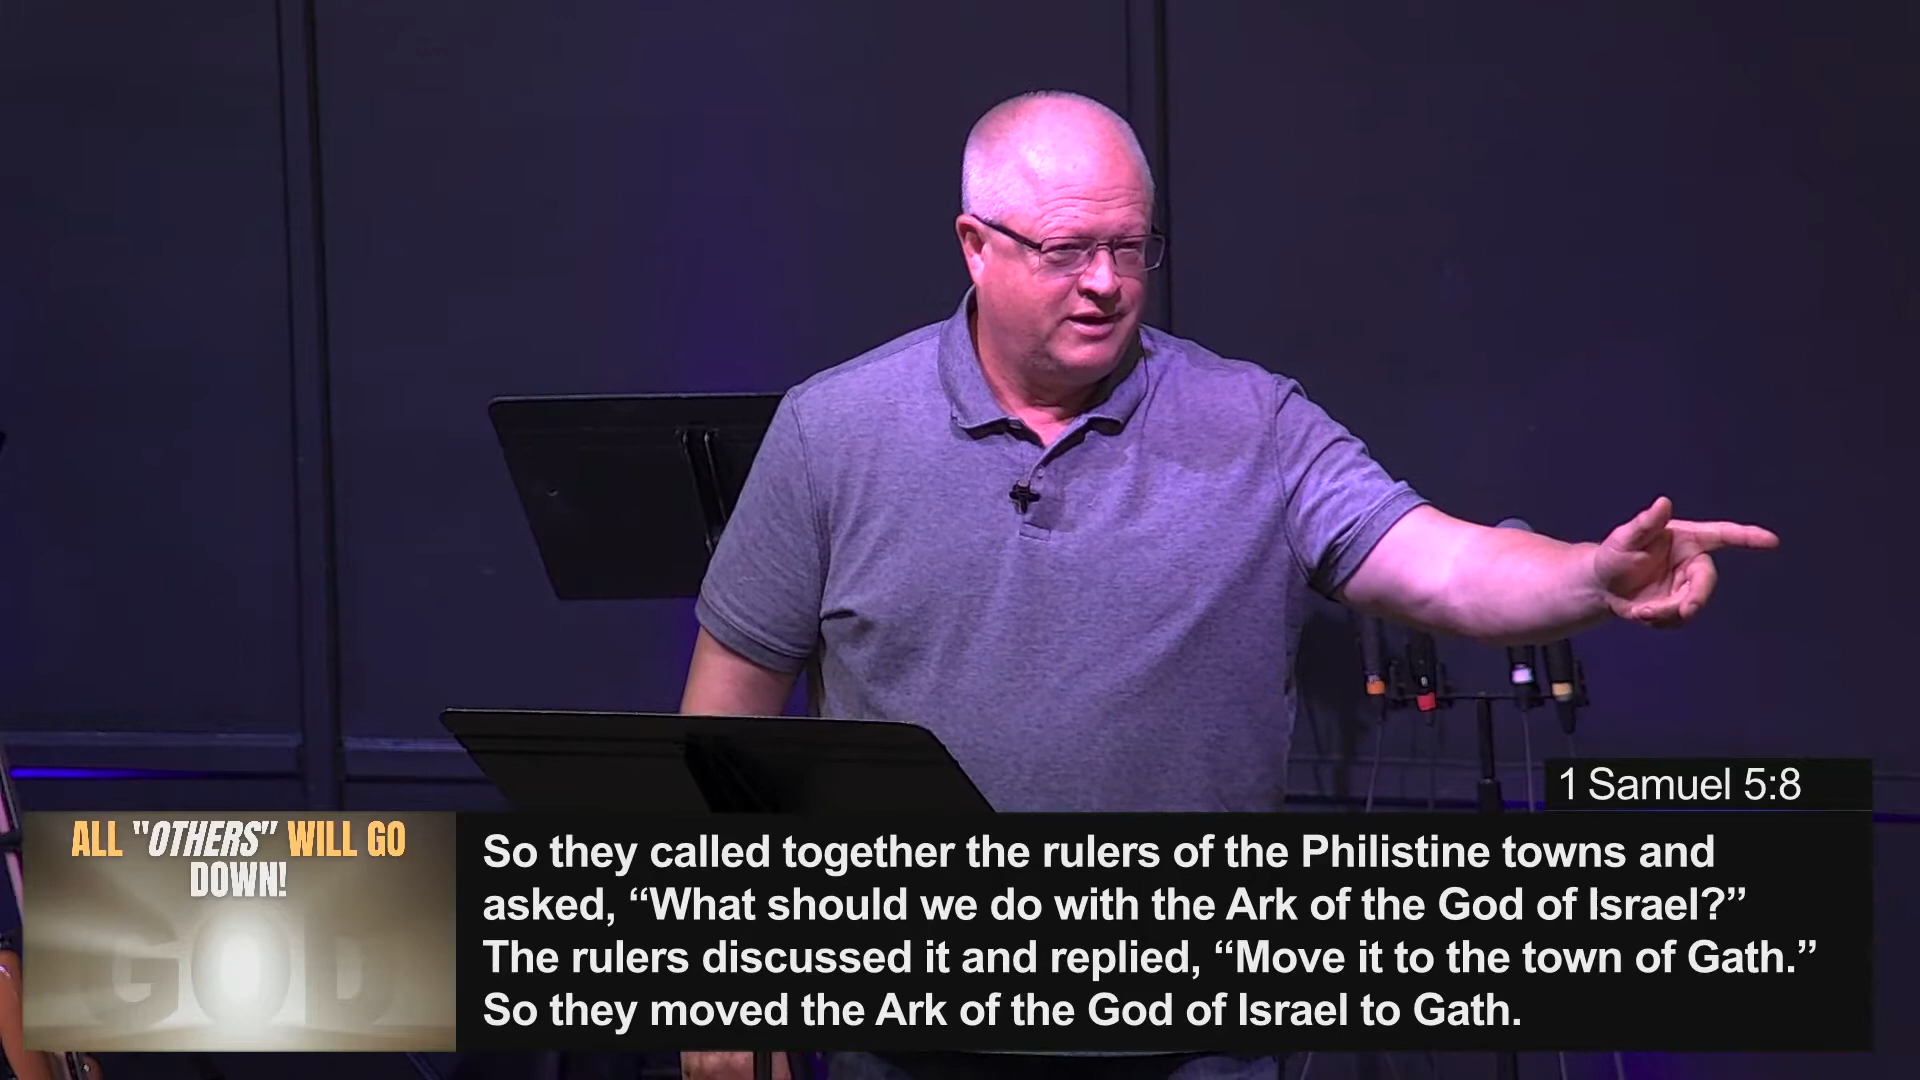 1 Samuel 5:8
ALL "OTHERS" WILL GO
DOWN!
GOD
So they called together the rulers of the Philistine towns and
asked, “What should we do with the Ark of the God of Israel?”
The rulers discussed it and replied, “Move it to the town of Gath.”
So they moved the Ark of the God of Israel to Gath.